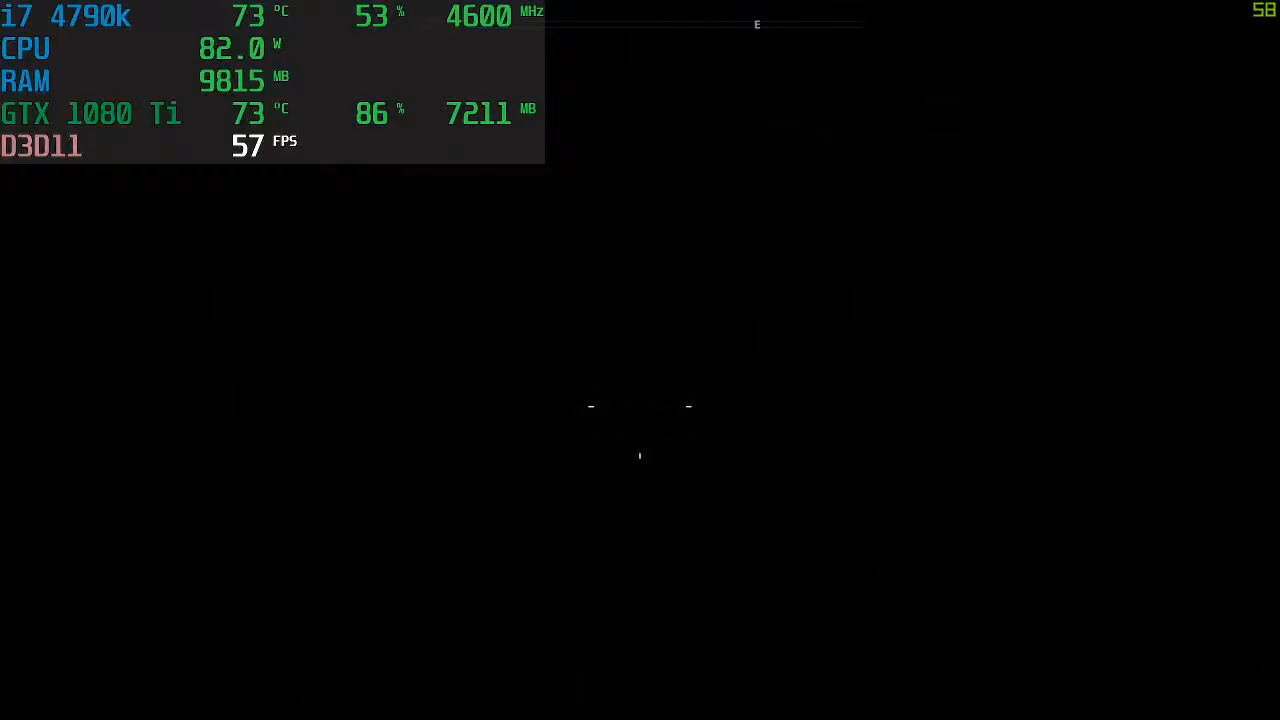 i7 4790k 73 °C 53 % 4600 MHz
E
58
CPU 82.0 W
RAM 9815 MB
GTX 1080 Ti 73 °C 86 % 7211 MB
D3D11 57 FPS